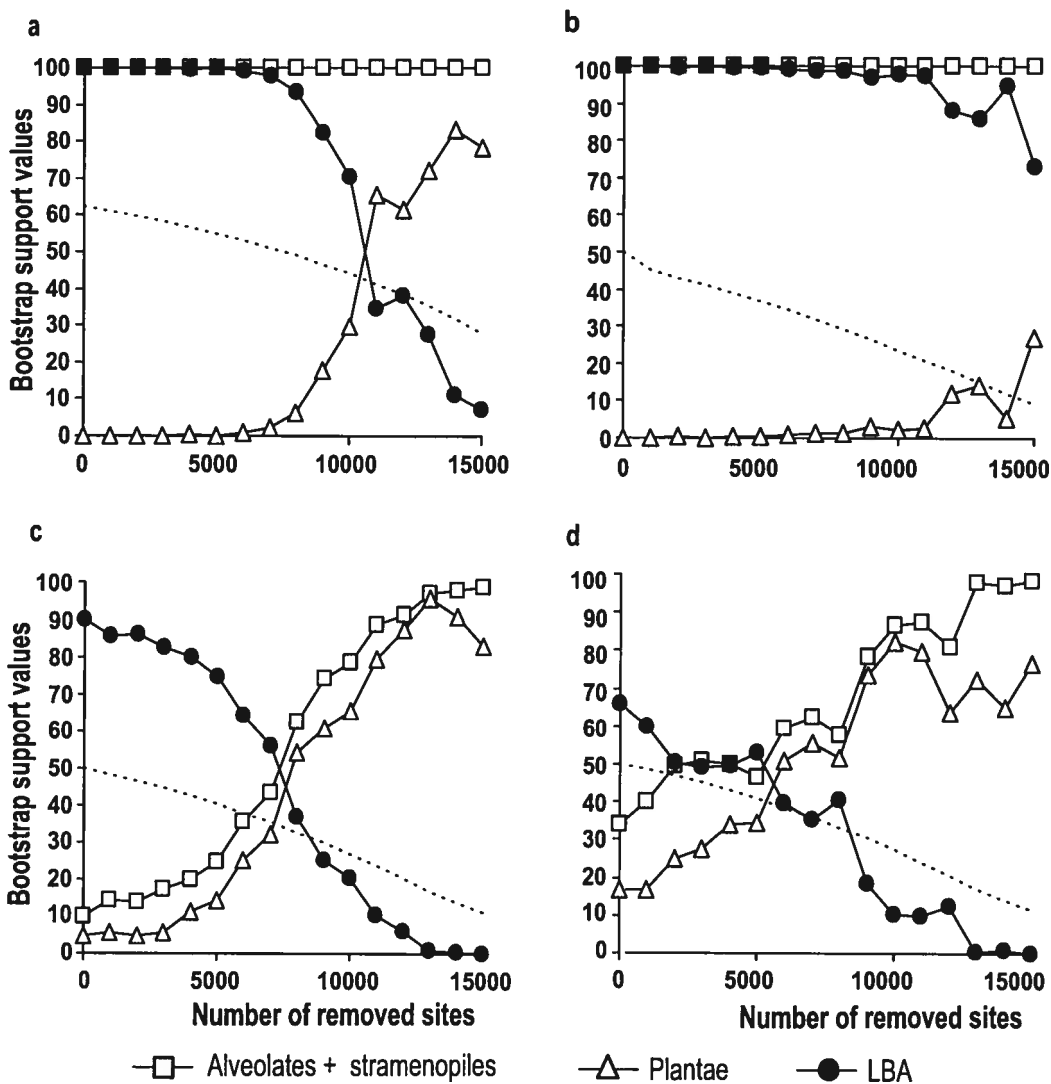 a
b
100
90
80
70
60
50
40
30
20
10
0
Bootstrap support values
0 5000 10000 15000
100
90
80
70
60
50
40
30
20
10
0
0 5000 10000 15000
c
d
100
90
80
70
60
50
40
30
20
10
0
Bootstrap support values
0 5000 10000 15000
Number of removed sites
100
90
80
70
60
50
40
30
20
10
0
0 5000 10000 15000
Number of removed sites
Alveolates + stramenopiles
Plantae
LBA